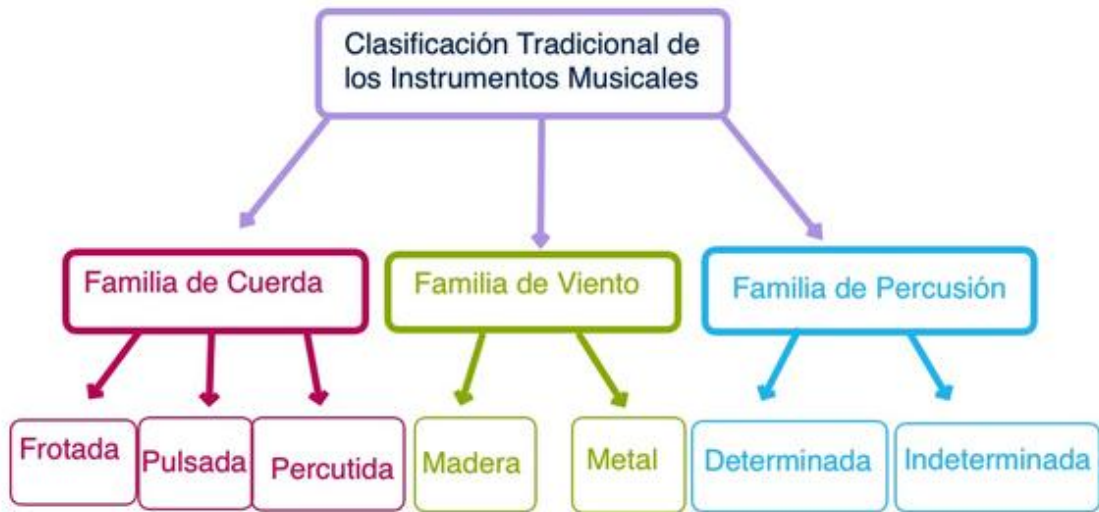 Clasificación Tradicional de
los Instrumentos Musicales
Familia de Cuerda
Familia de Viento
Familia de Percusión
Frotada
Pulsada
Percutida
Madera
Metal
Determinada
Indeterminada